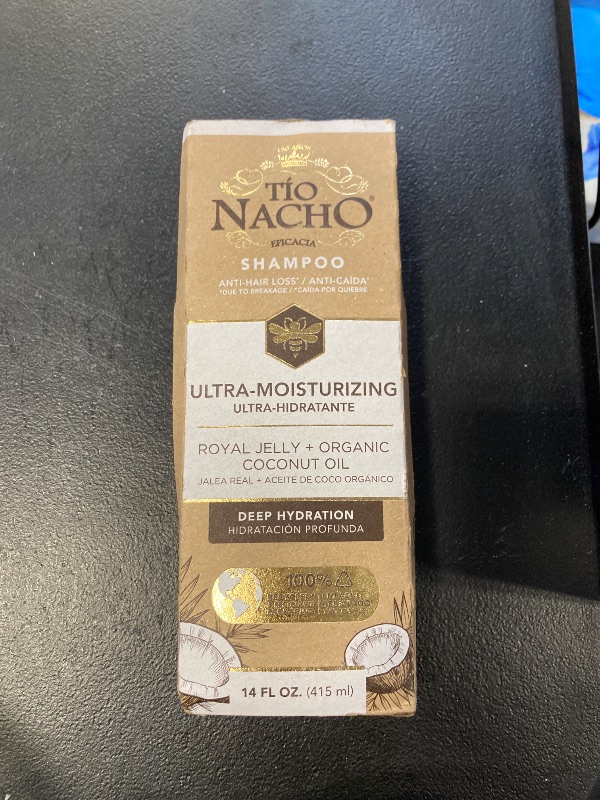 150 AÑOS
TÍO
NACHO®
EFICACIA
SHAMPOO
ANTI-HAIR LOSS* / ANTI-CAÍDA*
*DUE TO BREAKAGE / *CAÍDA POR QUIEBRE
ULTRA-MOISTURIZING
ULTRA-HIDRATANTE
ROYAL JELLY + ORGANIC
COCONUT OIL
JALEA REAL + ACEITE DE COCO ORGÁNICO
DEEP HYDRATION
HIDRATACIÓN PROFUNDA
100%
14 FL OZ. (415 ml)